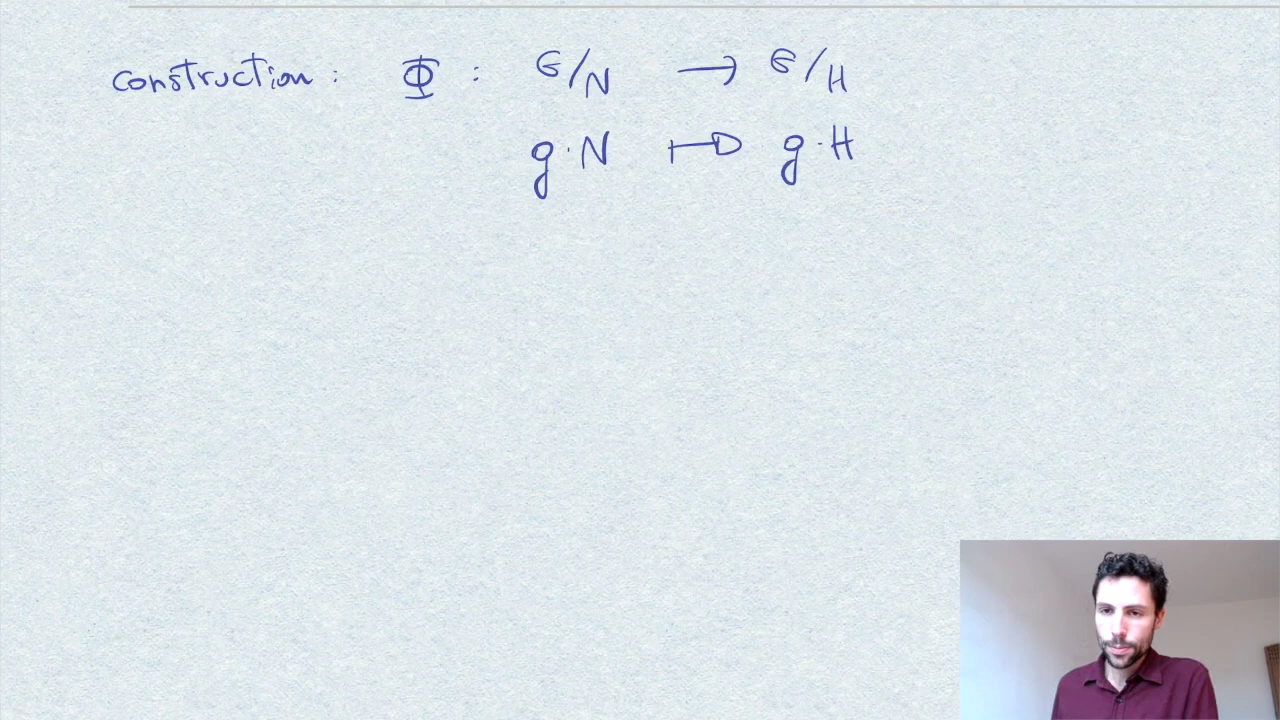 construction : Φ : G/N → G/H
g·N ↦ g·H